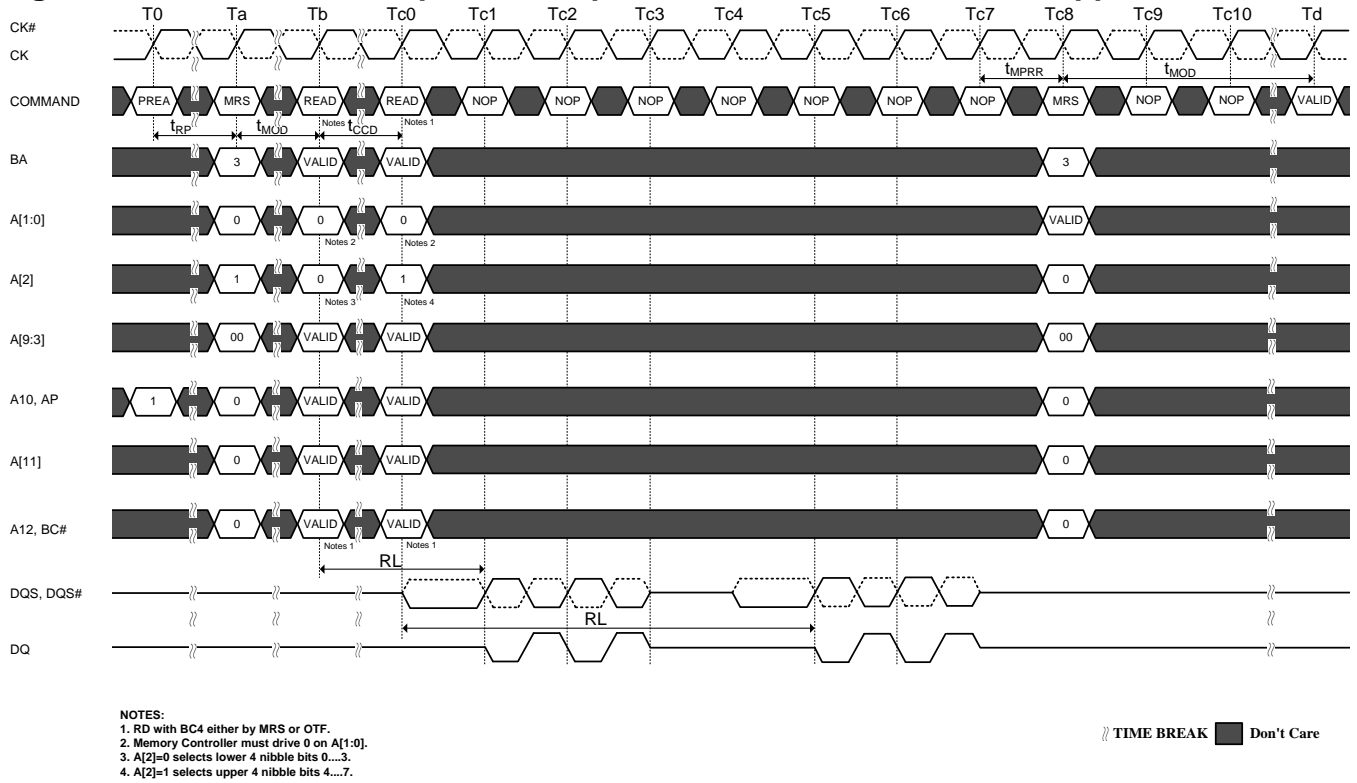 T0 Ta Tb Tc0 Tc1 Tc2 Tc3 Tc4 Tc5 Tc6 Tc7 Tc8 Tc9 Tc10 Td
CK#
CK
tMPRR tMOD
COMMAND PREA MRS READ READ NOP NOP NOP NOP NOP NOP NOP MRS NOP NOP VALID
Notes 1 Notes 1
tRP tMOD tCCD
BA 3 VALID VALID 3
A[1:0] 0 0 0 VALID
Notes 2 Notes 2
A[2] 1 0 1 0
Notes 3 Notes 4
A[9:3] 00 VALID VALID 00
A10, AP 1 0 VALID VALID 0
A[11] 0 VALID VALID 0
A12, BC# 0 VALID VALID 0
Notes 1 Notes 1
RL
DQS, DQS#
RL
DQ
NOTES:
1. RD with BC4 either by MRS or OTF.
2. Memory Controller must drive 0 on A[1:0].
3. A[2]=0 selects lower 4 nibble bits 0....3.
4. A[2]=1 selects upper 4 nibble bits 4....7.
TIME BREAK Don't Care